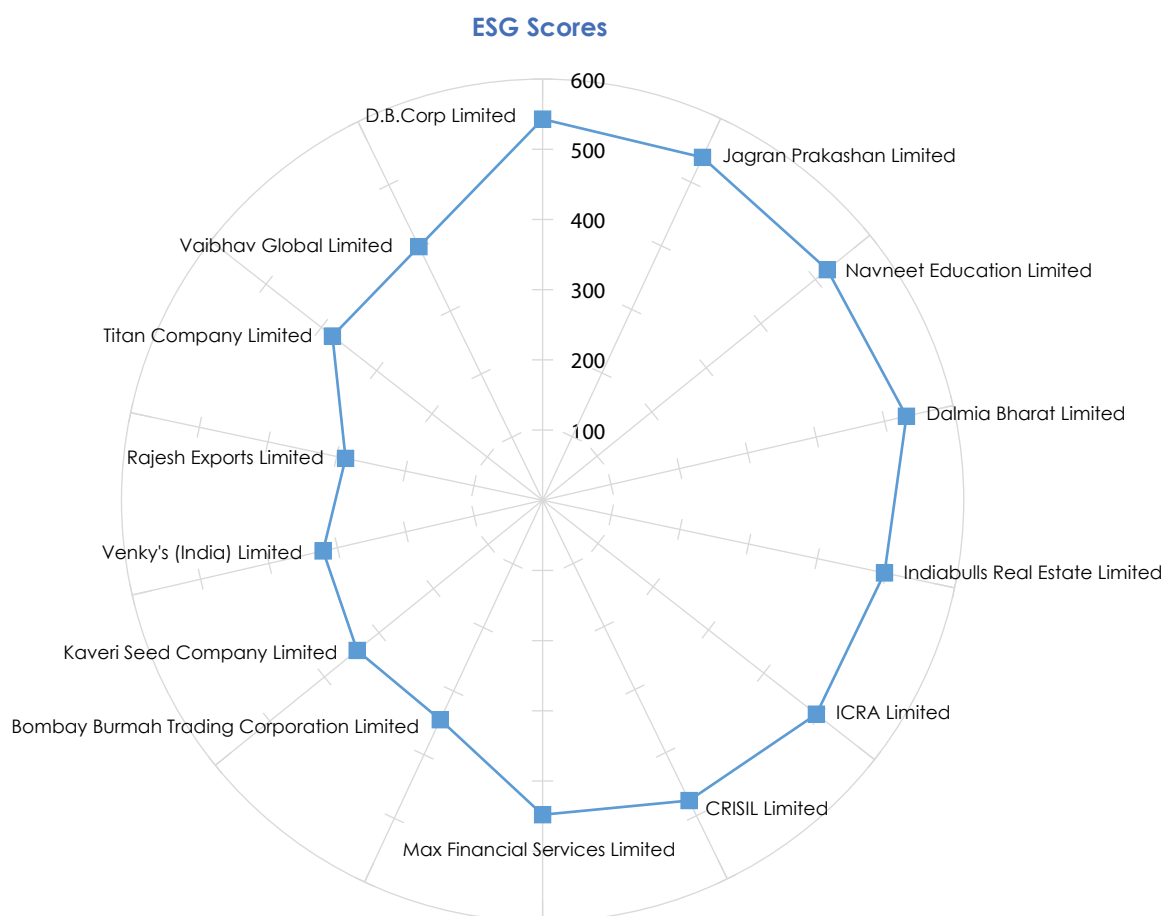 ESG Scores
600
D.B.Corp Limited
500
Jagran Prakashan Limited
400
Vaibhav Global Limited
Navneet Education Limited
300
Titan Company Limited
200
Dalmia Bharat Limited
100
Rajesh Exports Limited
Venky's (India) Limited
Indiabulls Real Estate Limited
Kaveri Seed Company Limited
ICRA Limited
Bombay Burmah Trading Corporation Limited
CRISIL Limited
Max Financial Services Limited